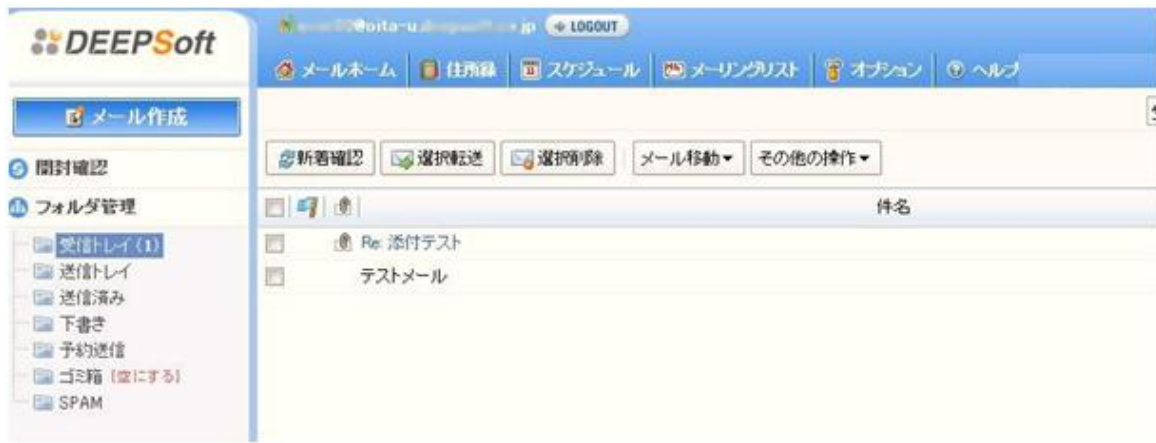 DEEPSoft
@oita-u jp LOGOUT
メールホーム 住所録 スケジュール メーリングリスト オプション ヘルプ
メール作成
新着確認 選択転送 選択削除 メール移動▼ その他の操作▼
開封確認
フォルダ管理
件名
受信トレイ (1)
Re: 添付テスト
送信トレイ
テストメール
送信済み
下書き
予約送信
ゴミ箱 [空にする]
SPAM